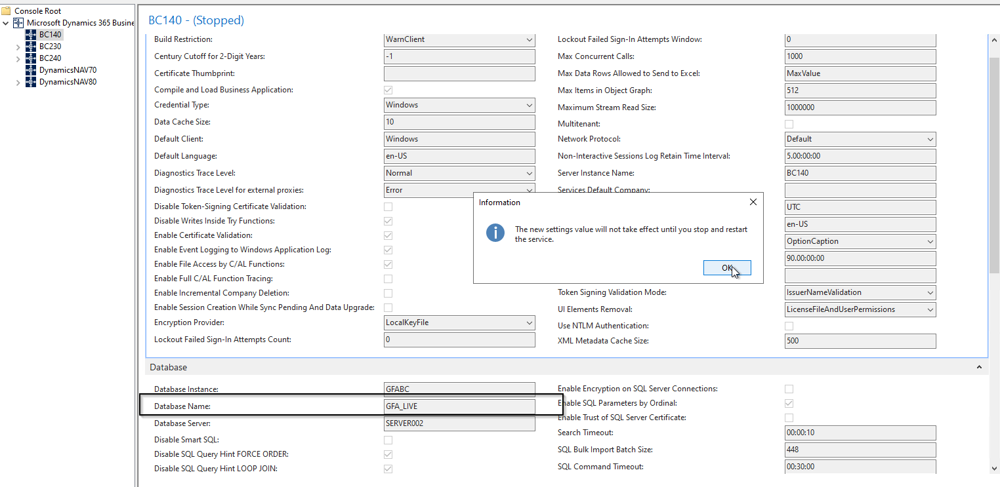 Console Root
Microsoft Dynamics 365 Busine
BC140
BC230
BC240
DynamicsNAV70
DynamicsNAV80
BC140 - (Stopped)
Build Restriction: WarnClient
Century Cutoff for 2-Digit Years: -1
Certificate Thumbprint:
Compile and Load Business Application:
Credential Type: Windows
Data Cache Size: 10
Default Client: Windows
Default Language: en-US
Diagnostics Trace Level: Normal
Diagnostics Trace Level for external proxies: Error
Disable Token-Signing Certificate Validation:
Disable Writes Inside Try Functions:
Enable Certificate Validation:
Enable Event Logging to Windows Application Log:
Enable File Access by C/AL Functions:
Enable Full C/AL Function Tracing:
Enable Incremental Company Deletion:
Enable Session Creation While Sync Pending And Data Upgrade:
Encryption Provider: LocalKeyFile
Lockout Failed Sign-In Attempts Count: 0
Lockout Failed Sign-In Attempts Window: 0
Max Concurrent Calls: 1000
Max Data Rows Allowed to Send to Excel: MaxValue
Max Items in Object Graph: 512
Maximum Stream Read Size: 1000000
Multitenant:
Network Protocol: Default
Non-Interactive Sessions Log Retain Time Interval: 5.00:00:00
Server Instance Name: BC140
Services Default Company:
UTC
en-US
OptionCaption
90.00:00:00
Token Signing Validation Mode: IssuerNameValidation
UI Elements Removal: LicenseFileAndUserPermissions
Use NTLM Authentication:
XML Metadata Cache Size: 500
Information
The new settings value will not take effect until you stop and restart
the service.
OK
Database
Database Instance: GFABC
Database Name: GFA_LIVE
Database Server: SERVER002
Disable Smart SQL:
Disable SQL Query Hint FORCE ORDER:
Disable SQL Query Hint LOOP JOIN:
Enable Encryption on SQL Server Connections:
Enable SQL Parameters by Ordinal:
Enable Trust of SQL Server Certificate:
Search Timeout: 00:00:10
SQL Bulk Import Batch Size: 448
SQL Command Timeout: 00:30:00